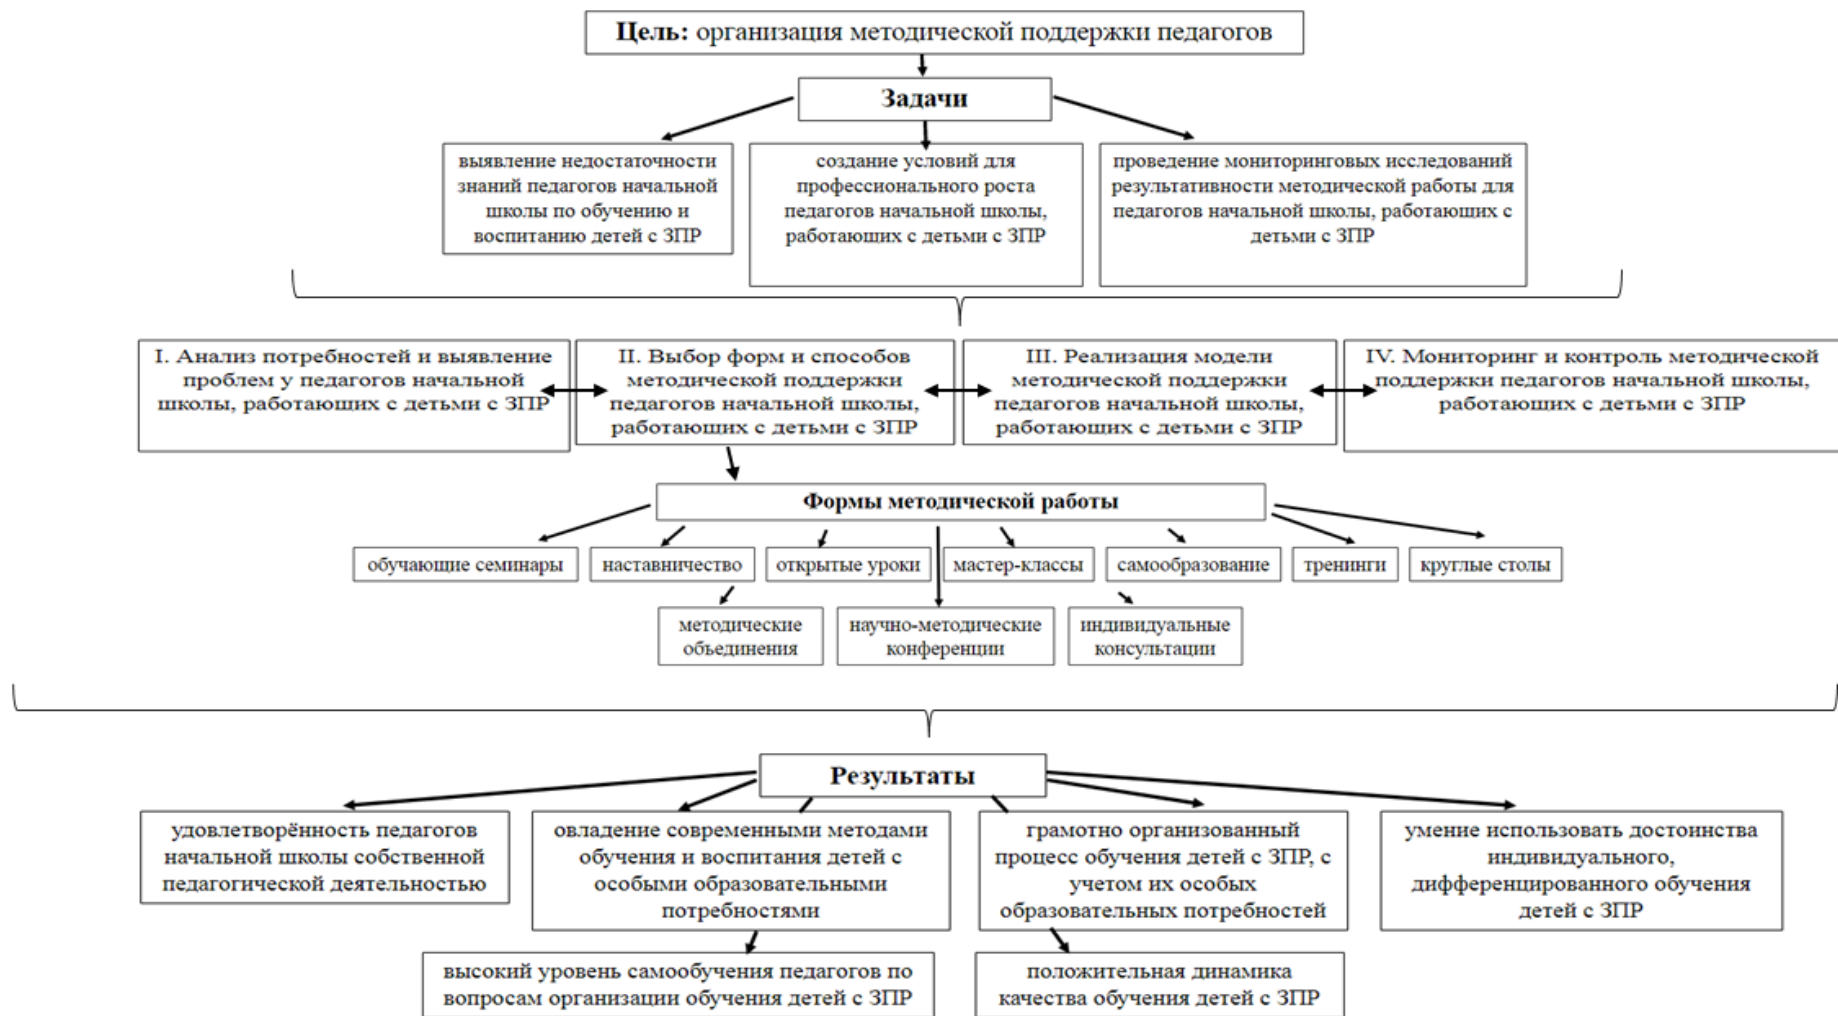 Цель: организация методической поддержки педагогов
Задачи
выявление недостаточности
знаний педагогов начальной
школы по обучению и
воспитанию детей с ЗПР
создание условий для
профессионального роста
педагогов начальной школы,
работающих с детьми с ЗПР
проведение мониторинговых исследований
результативности методической работы для
педагогов начальной школы, работающих с
детьми с ЗПР
I. Анализ потребностей и выявление
проблем у педагогов начальной
школы, работающих с детьми с ЗПР
II. Выбор форм и способов
методической поддержки
педагогов начальной школы,
работающих с детьми с ЗПР
III. Реализация модели
методической поддержки
педагогов начальной школы,
работающих с детьми с ЗПР
IV. Мониторинг и контроль методической
поддержки педагогов начальной школы,
работающих с детьми с ЗПР
Формы методической работы
обучающие семинары
наставничество
открытые уроки
мастер-классы
самообразование
тренинги
круглые столы
методические
объединения
научно-методические
конференции
индивидуальные
консультации
Результаты
удовлетворённость педагогов
начальной школы собственной
педагогической деятельностью
овладение современными методами
обучения и воспитания детей с
особыми образовательными
потребностями
грамотно организованный
процесс обучения детей с ЗПР, с
учетом их особых
образовательных потребностей
умение использовать достоинства
индивидуального,
дифференцированного обучения
детей с ЗПР
высокий уровень самообучения педагогов по
вопросам организации обучения детей с ЗПР
положительная динамика
качества обучения детей с ЗПР